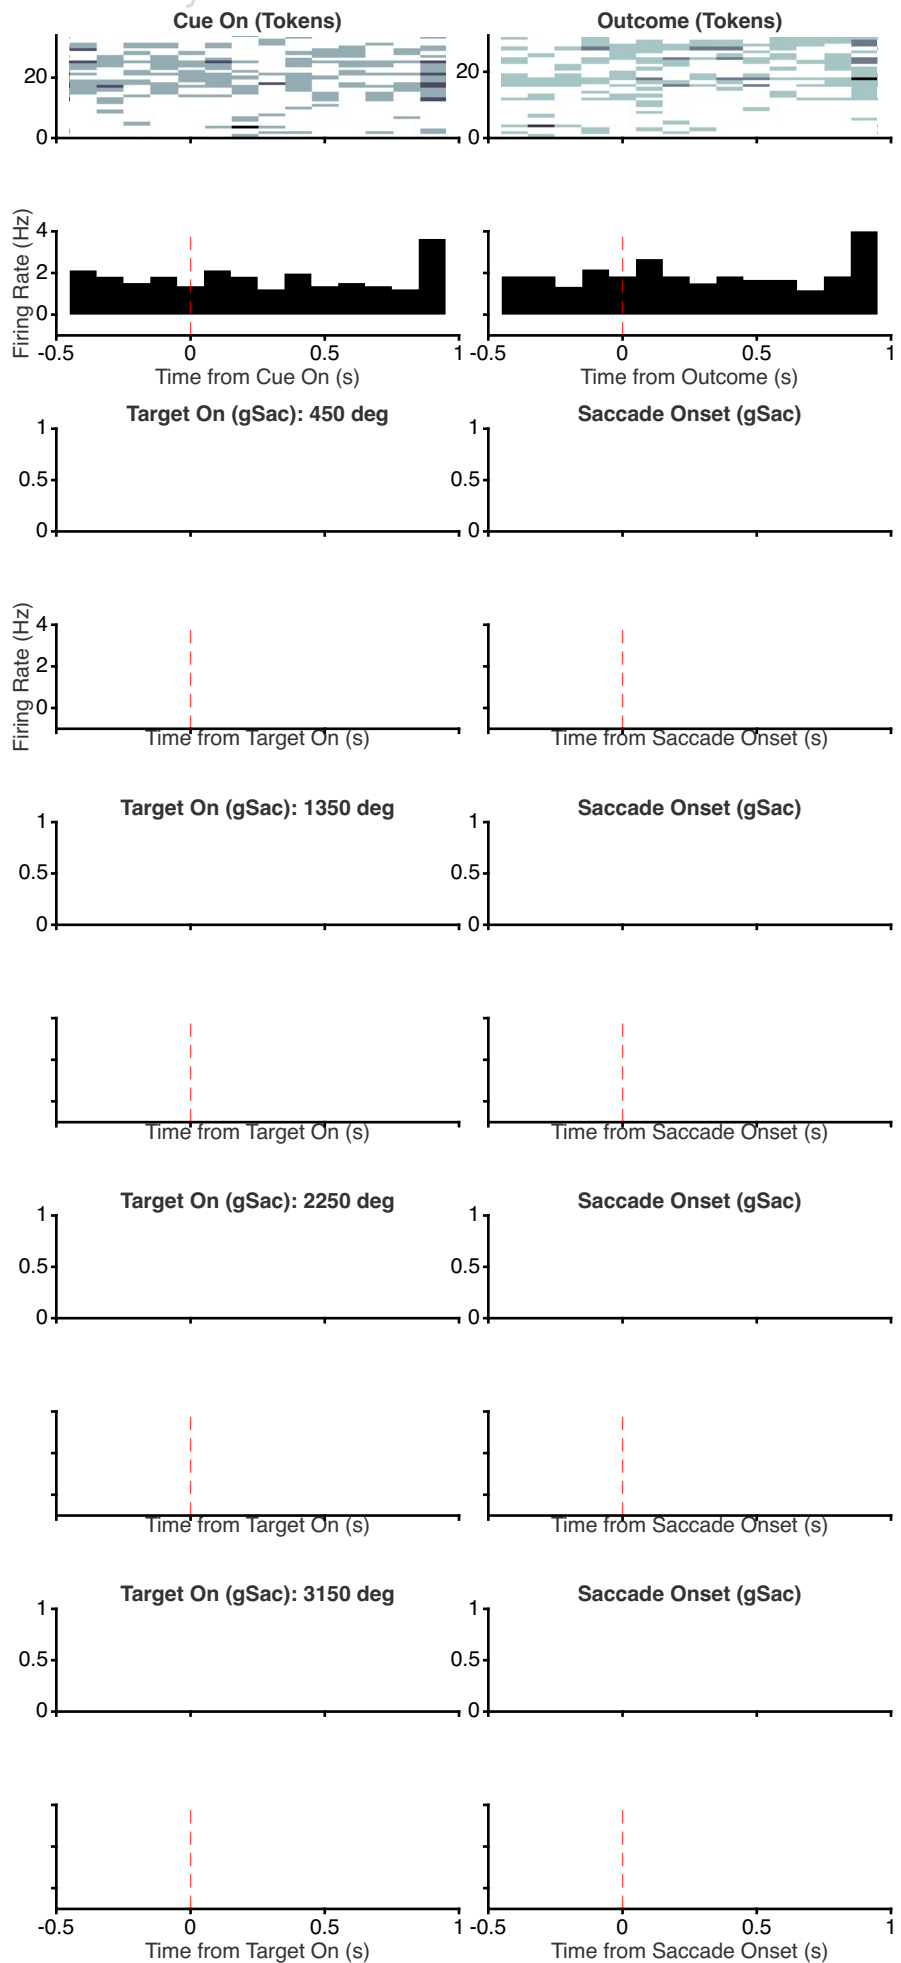 Cue On (Tokens) Outcome (Tokens)
20 20
0 0
4
2
0
Firing Rate (Hz)
-0.5 0 0.5 1 -0.5 0 0.5 1
Time from Cue On (s) Time from Outcome (s)
Target On (gSac): 450 deg Saccade Onset (gSac)
1 1
0.5 0.5
0 0
4
2
0
Firing Rate (Hz)
Time from Target On (s) Time from Saccade Onset (s)
Target On (gSac): 1350 deg Saccade Onset (gSac)
1 1
0.5 0.5
0 0
Time from Target On (s) Time from Saccade Onset (s)
Target On (gSac): 2250 deg Saccade Onset (gSac)
1 1
0.5 0.5
0 0
Time from Target On (s) Time from Saccade Onset (s)
Target On (gSac): 3150 deg Saccade Onset (gSac)
1 1
0.5 0.5
0 0
-0.5 0 0.5 1 -0.5 0 0.5 1
Time from Target On (s) Time from Saccade Onset (s)